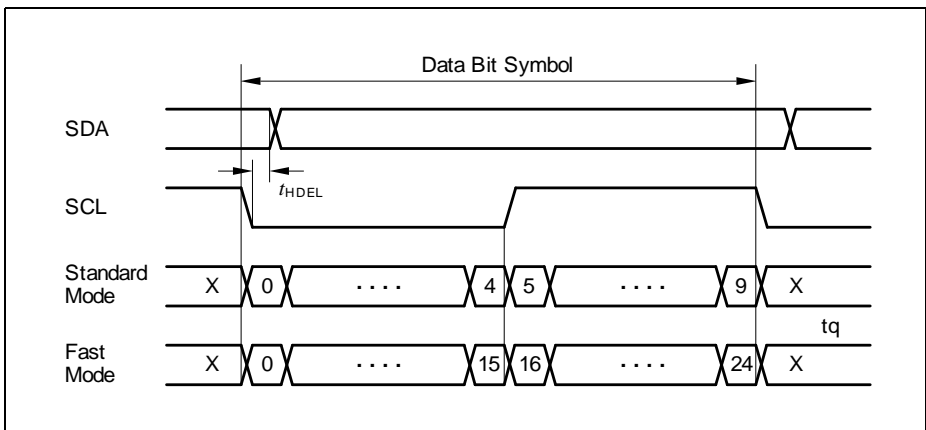 Data Bit Symbol
SDA
tHDEL
SCL
Standard Mode X 0 .... 4 5 .... 9 X
tq
Fast Mode X 0 .... 15 16 .... 24 X